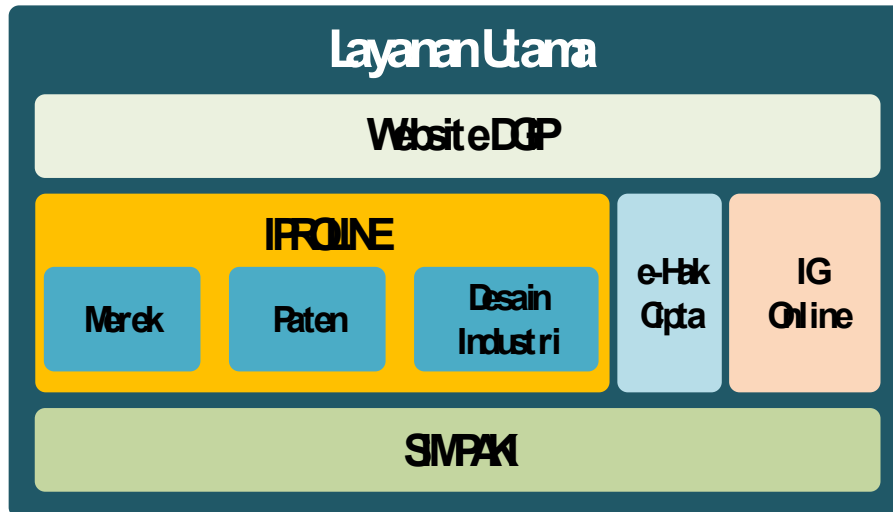 Layanan Utama
Website DGIP
IPROLINE
Merek
Paten
Desain
Industri
e-Hak
Cipta
IG
Online
SIMPAKI